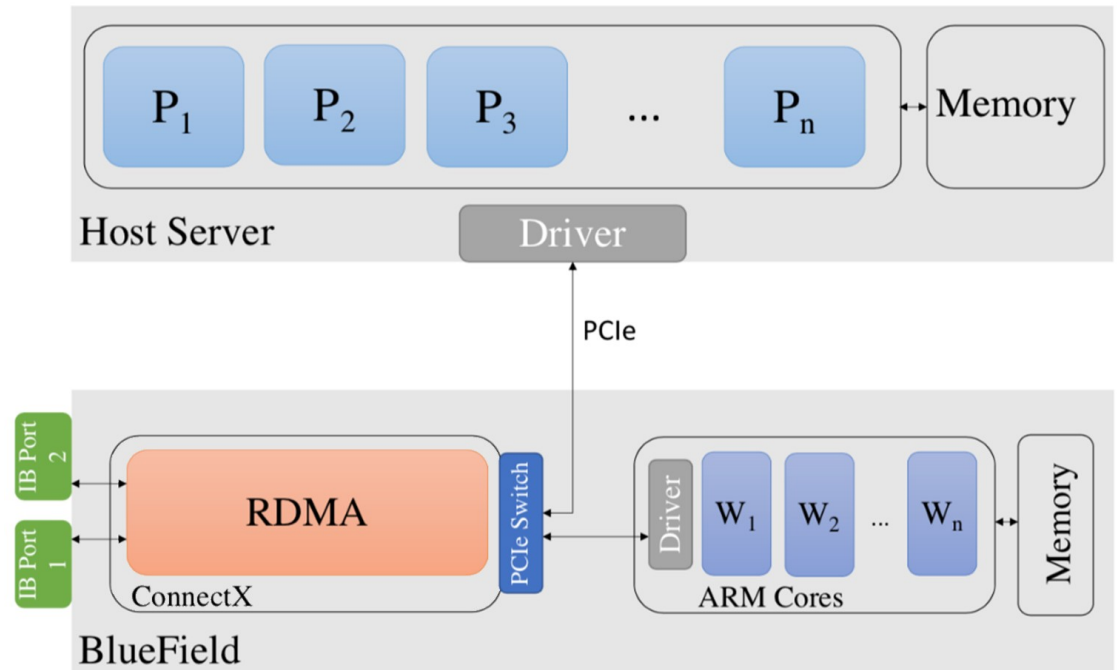 P1
P2
P3
...
Pn
Memory
Host Server
Driver
PCIe
IB Port 2
IB Port 1
RDMA
ConnectX
PCIe Switch
Driver
W1
W2
...
Wn
ARM Cores
Memory
BlueField